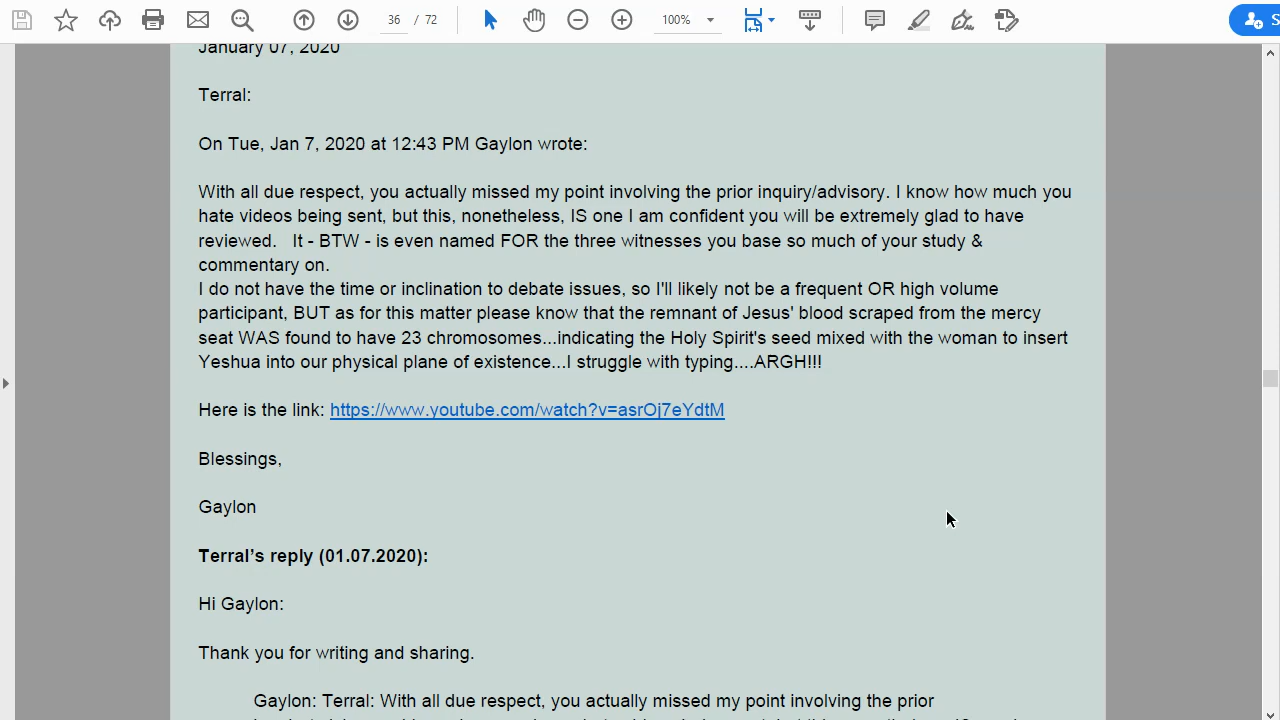 36 / 72
100%
January 07, 2020
Terral:
On Tue, Jan 7, 2020 at 12:43 PM Gaylon wrote:
With all due respect, you actually missed my point involving the prior inquiry/advisory. I know how much you
hate videos being sent, but this, nonetheless, IS one I am confident you will be extremely glad to have
reviewed.   It - BTW - is even named FOR the three witnesses you base so much of your study &
commentary on.
I do not have the time or inclination to debate issues, so I'll likely not be a frequent OR high volume
participant, BUT as for this matter please know that the remnant of Jesus' blood scraped from the mercy
seat WAS found to have 23 chromosomes...indicating the Holy Spirit's seed mixed with the woman to insert
Yeshua into our physical plane of existence...I struggle with typing....ARGH!!!
Here is the link: https://www.youtube.com/watch?v=asrOj7eYdtM
Blessings,
Gaylon
Terral’s reply (01.07.2020):
Hi Gaylon:
Thank you for writing and sharing.
Gaylon: Terral: With all due respect, you actually missed my point involving the prior